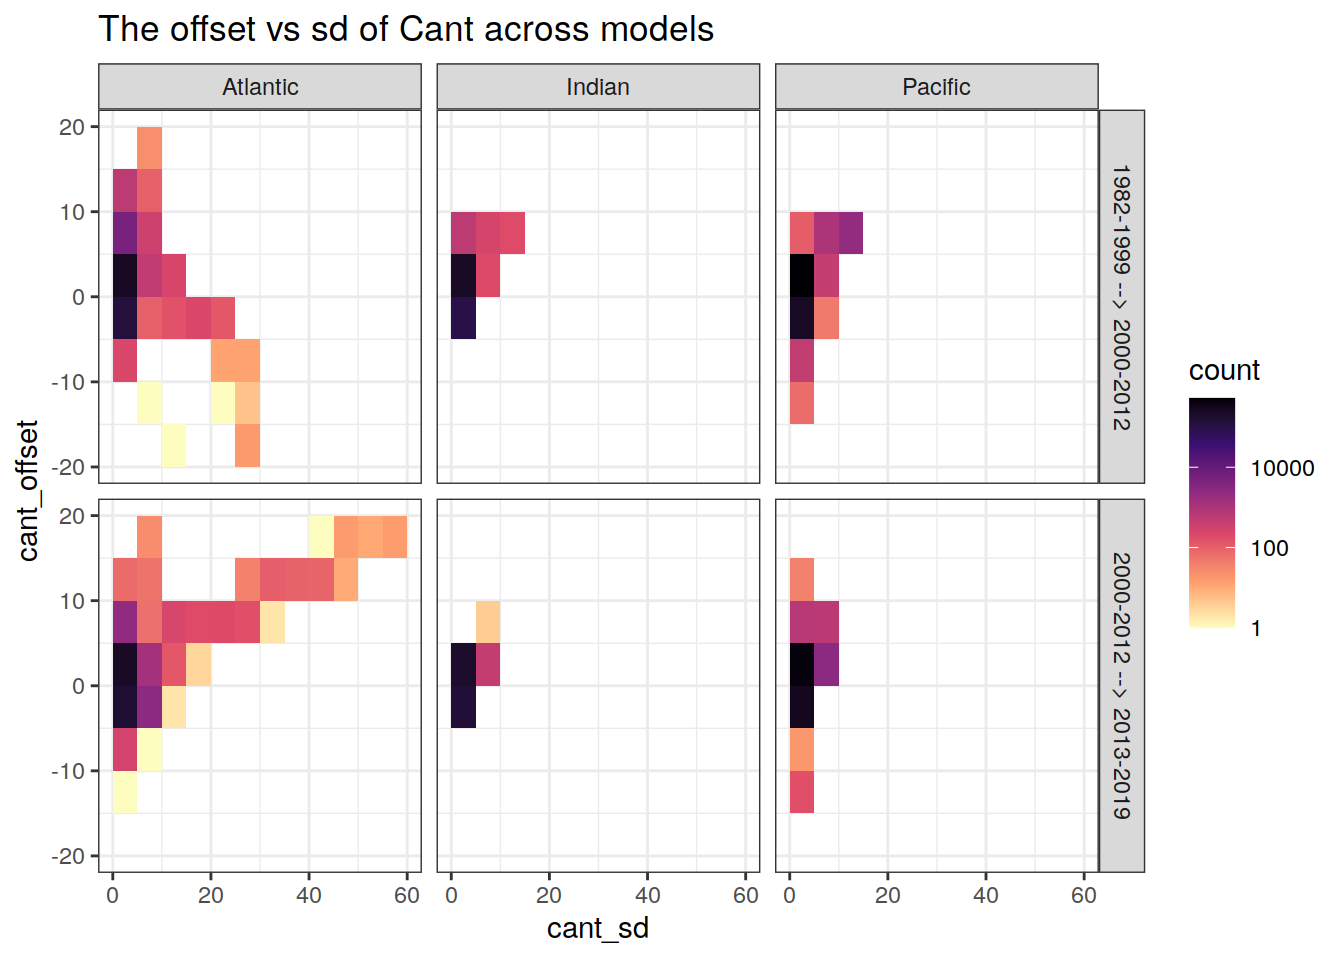 The offset vs sd of Cant across models
Atlantic
Indian
Pacific
20
10
0
-10
-20
1982-1999 --> 2000-2012
20
10
0
-10
-20
2000-2012 --> 2013-2019
cant_offset
0 20 40 60
0 20 40 60
0 20 40 60
cant_sd
count
10000
100
1